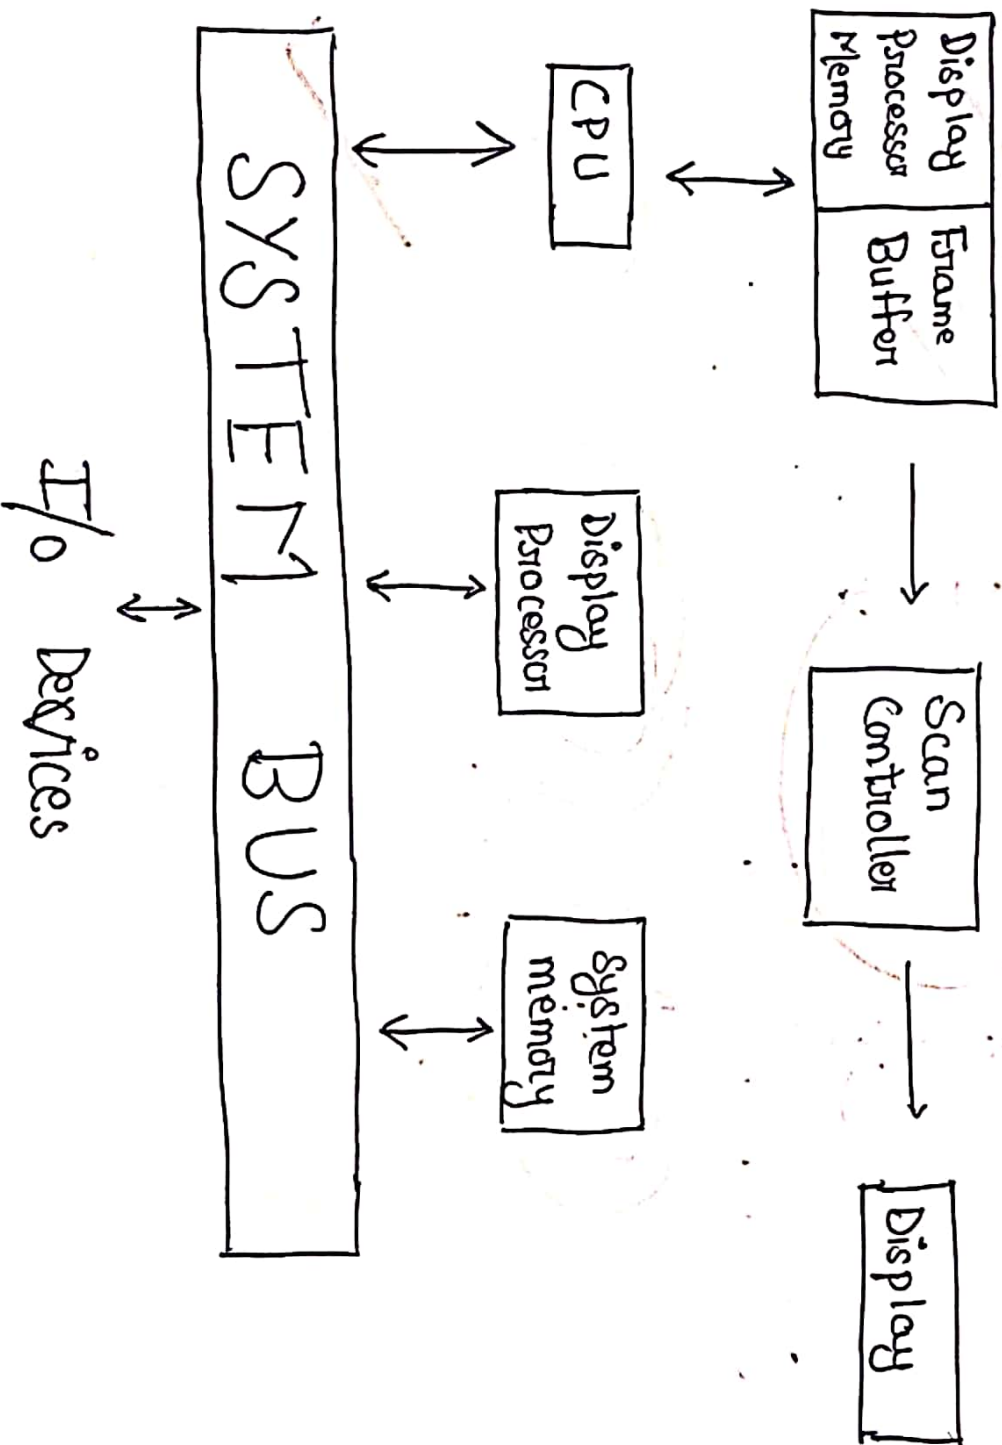 Display
Processor
Memory
Frame
Buffer
Scan
Controller
Display
CPU
Display
Processor
System
memory
SYSTEM BUS
I/o Devices